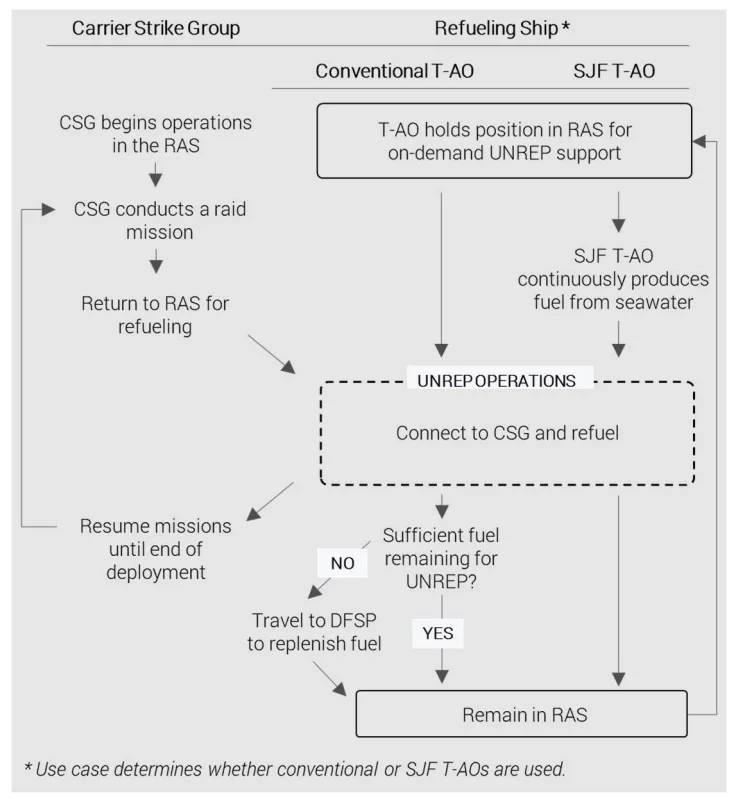 Carrier Strike Group
Refueling Ship *
Conventional T-AO
SJF T-AO
CSG begins operations
in the RAS
CSG conducts a raid
mission
Return to RAS for
refueling
T-AO holds position in RAS for
on-demand UNREP support
SJF T-AO
continuously produces
fuel from seawater
UNREP OPERATIONS
Connect to CSG and refuel
Resume missions
until end of
deployment
Sufficient fuel
remaining for
UNREP?
NO
Travel to DFSP
to replenish fuel
YES
Remain in RAS
* Use case determines whether conventional or SJF T-AOs are used.